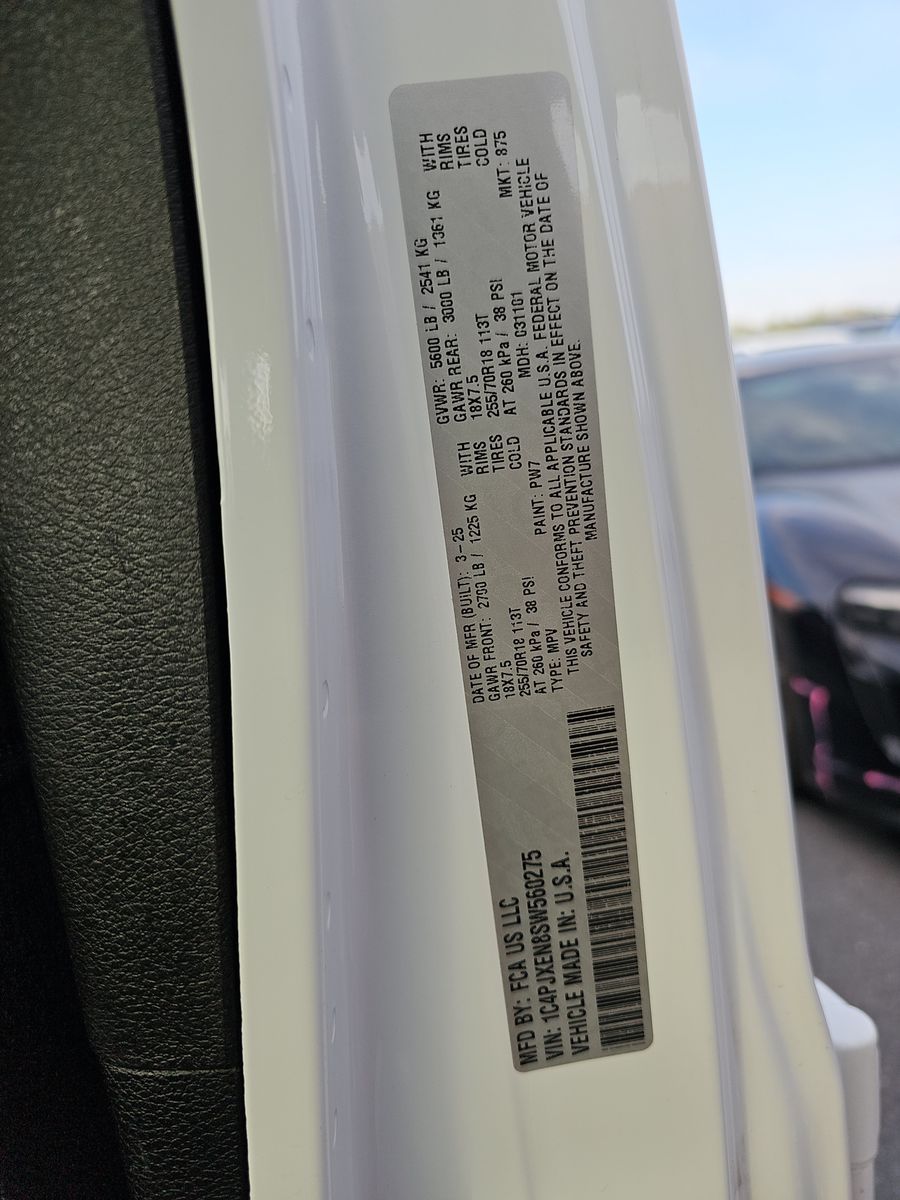 MFD BY: FCA US LLC
VIN: 1C4PJXEN8SW560275
VEHICLE MADE IN: U.S.A.
DATE OF MFR (BUILT): 3-25
GAWR FRONT: 2700 LB / 1225 KG WITH
18X7.5 RIMS
255/70R18 113T TIRES
AT 260 kPa / 38 PSI COLD
GVWR: 5600 LB / 2541 KG
GAWR REAR: 3000 LB / 1361 KG WITH
18X7.5 RIMS
255/70R18 113T TIRES
AT 260 kPa / 38 PSI COLD
TYPE: MPV PAINT: PW7 MDH: 031101 MKT: 875
THIS VEHICLE CONFORMS TO ALL APPLICABLE U.S.A. FEDERAL MOTOR VEHICLE
SAFETY AND THEFT PREVENTION STANDARDS IN EFFECT ON THE DATE OF
MANUFACTURE SHOWN ABOVE.